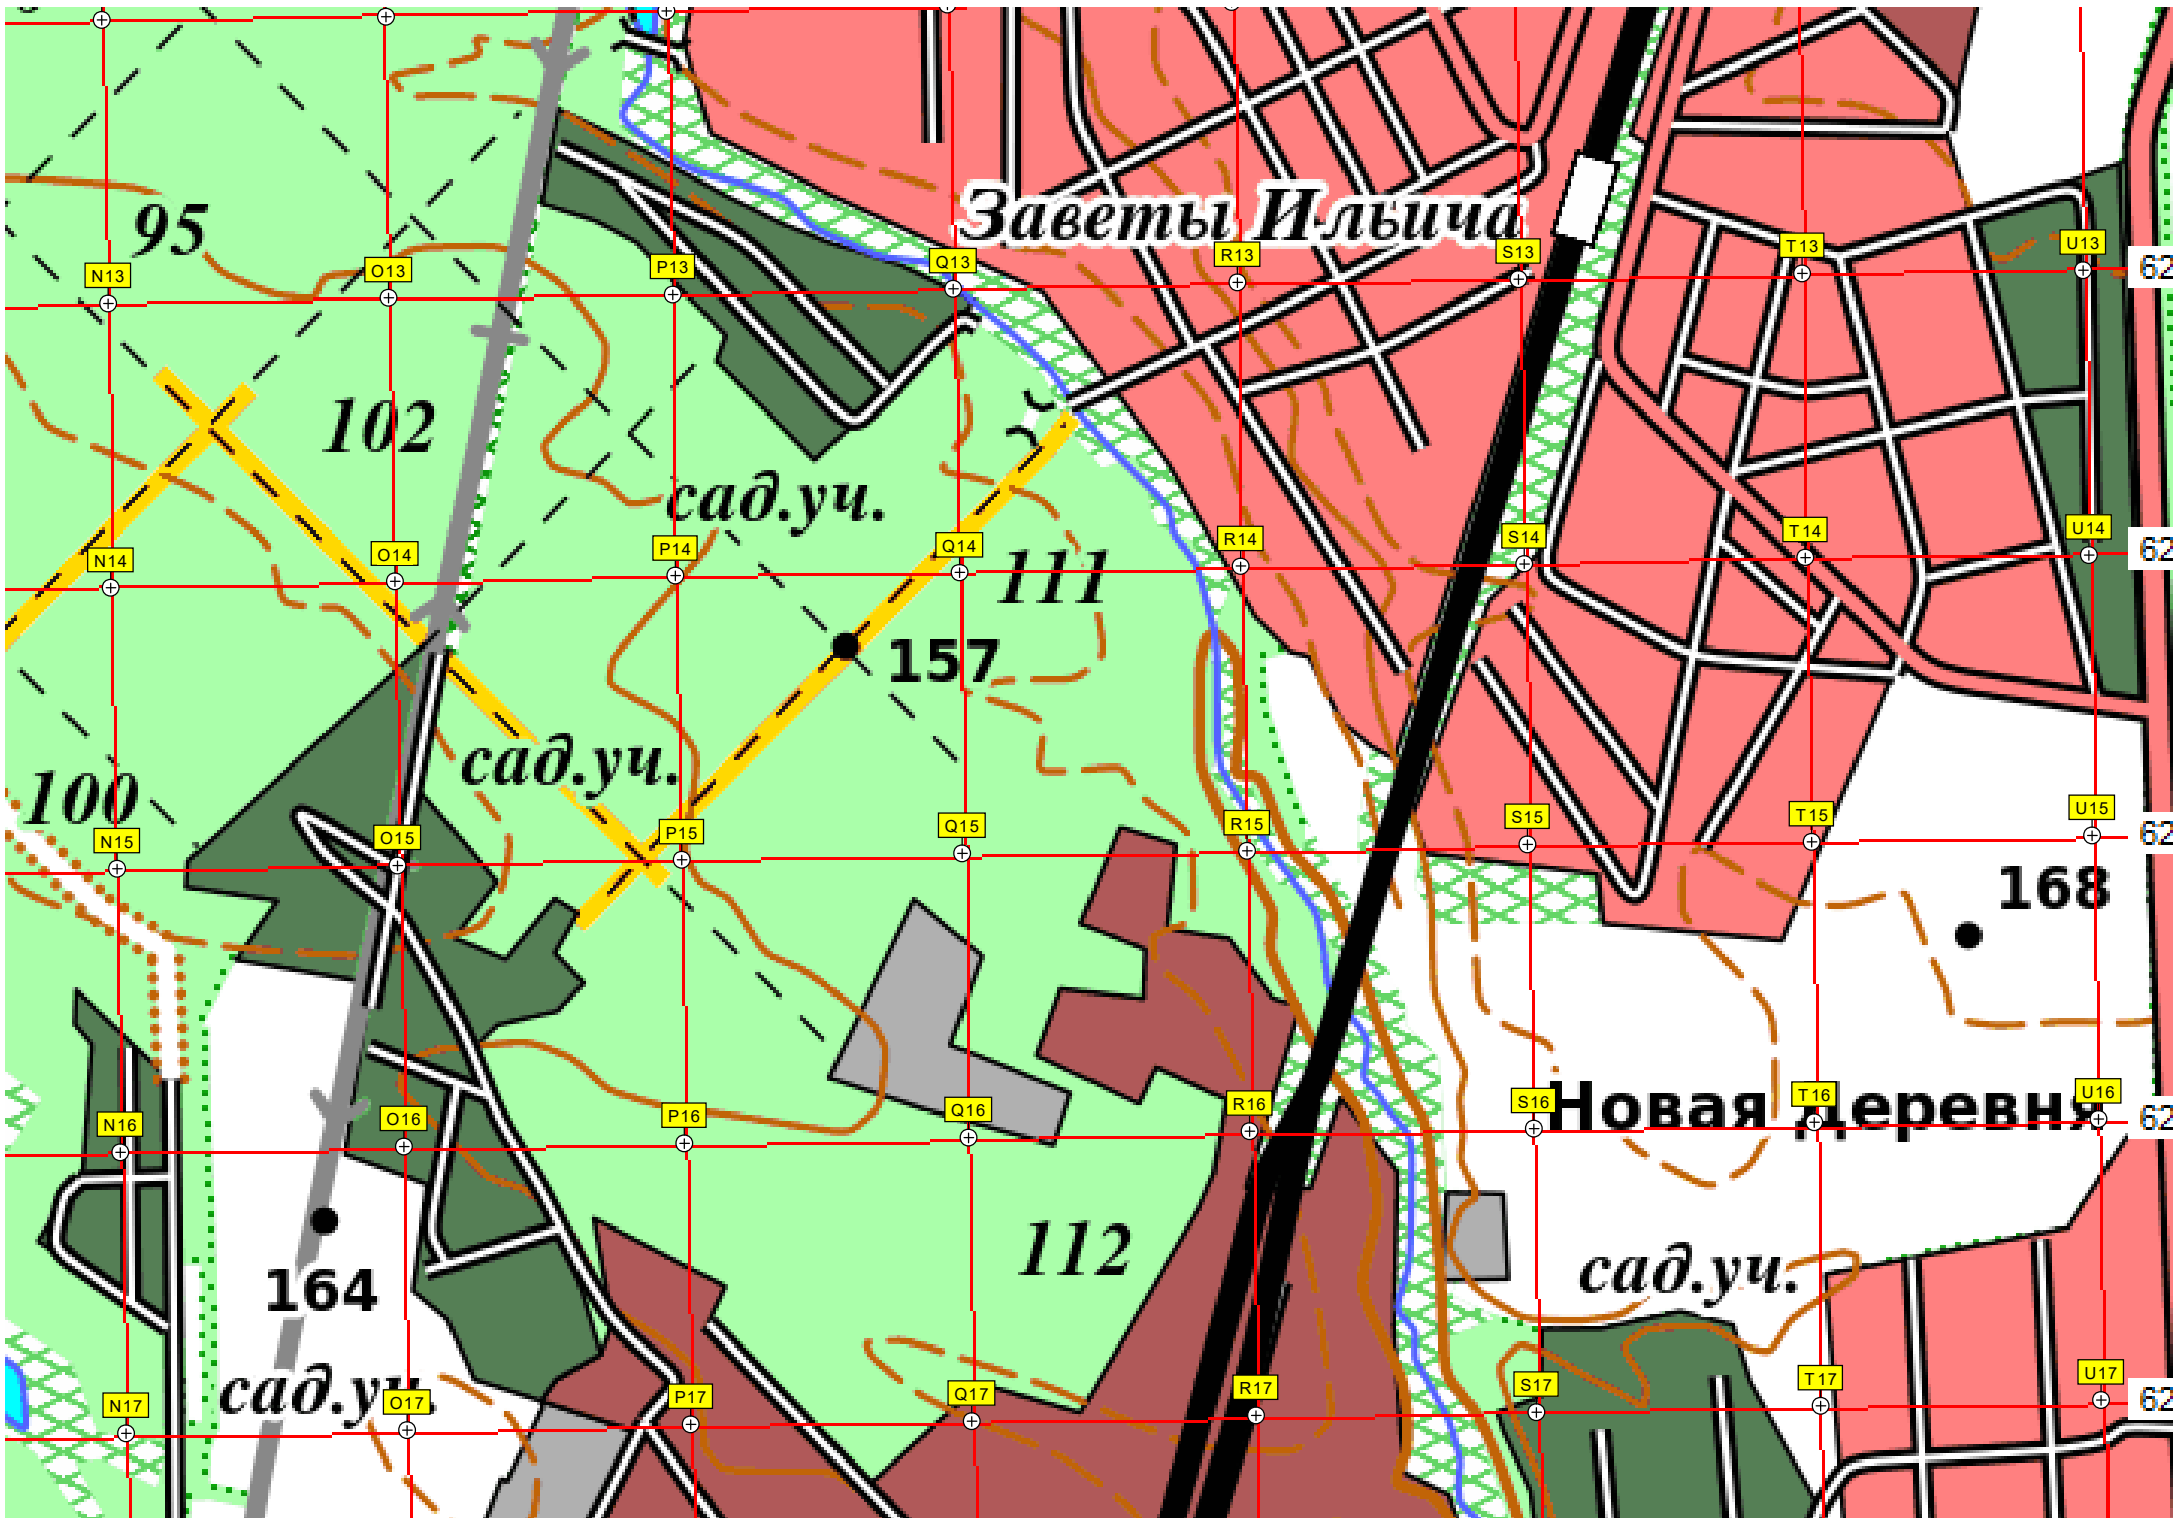 95
Заветы Ильича
N13 O13 P13 Q13 R13 S13 T13 U13 62
102
сад.уч.
N14 O14 P14 Q14 R14 S14 T14 U14 62
111
157
сад.уч.
100
N15 O15 P15 Q15 R15 S15 T15 U15 62
168
N16 O16 P16 Q16 R16 S16 T16 U16 62
Новая Деревня
112
164
сад.уч.
сад.уч.
N17 O17 P17 Q17 R17 S17 T17 U17 62